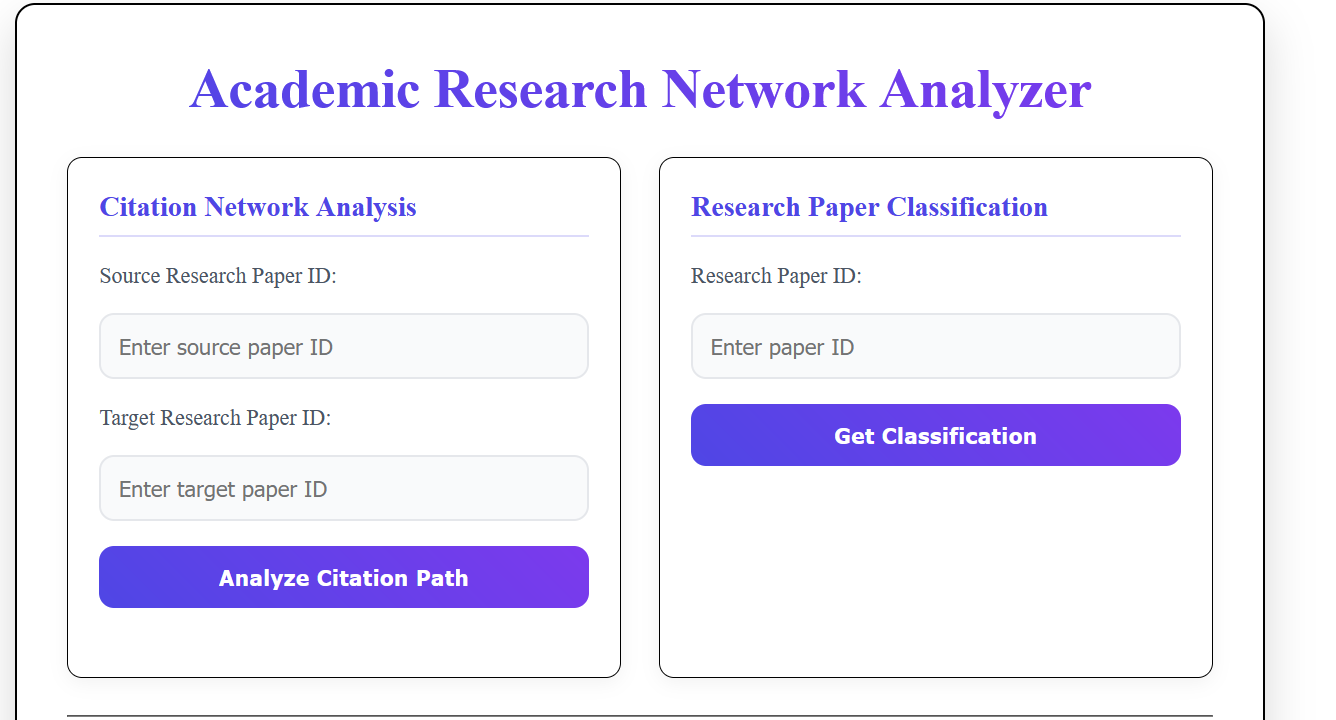 Academic Research Network Analyzer
Citation Network Analysis
Source Research Paper ID:
Enter source paper ID
Target Research Paper ID:
Enter target paper ID
Analyze Citation Path
Research Paper Classification
Research Paper ID:
Enter paper ID
Get Classification